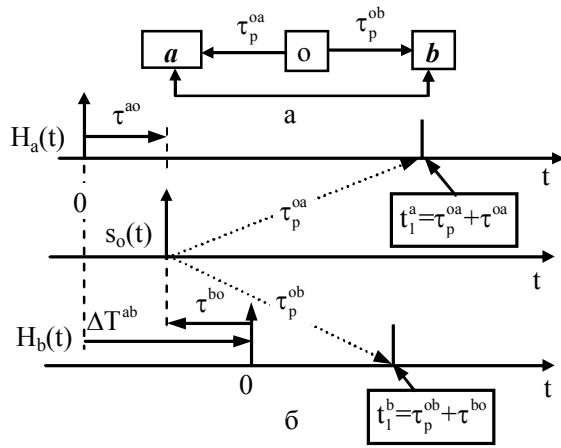 τ_p^{oa} τ_p^{ob}
a o b
а
τ^{ao}
H_a(t)
t
0
t_1^a=τ_p^{oa}+τ^{oa}
τ_p^{oa}
s_o(t)
τ^{bo} τ_p^{ob}
ΔT^{ab}
H_b(t)
0
t
t_1^b=τ_p^{ob}+τ^{bo}
б